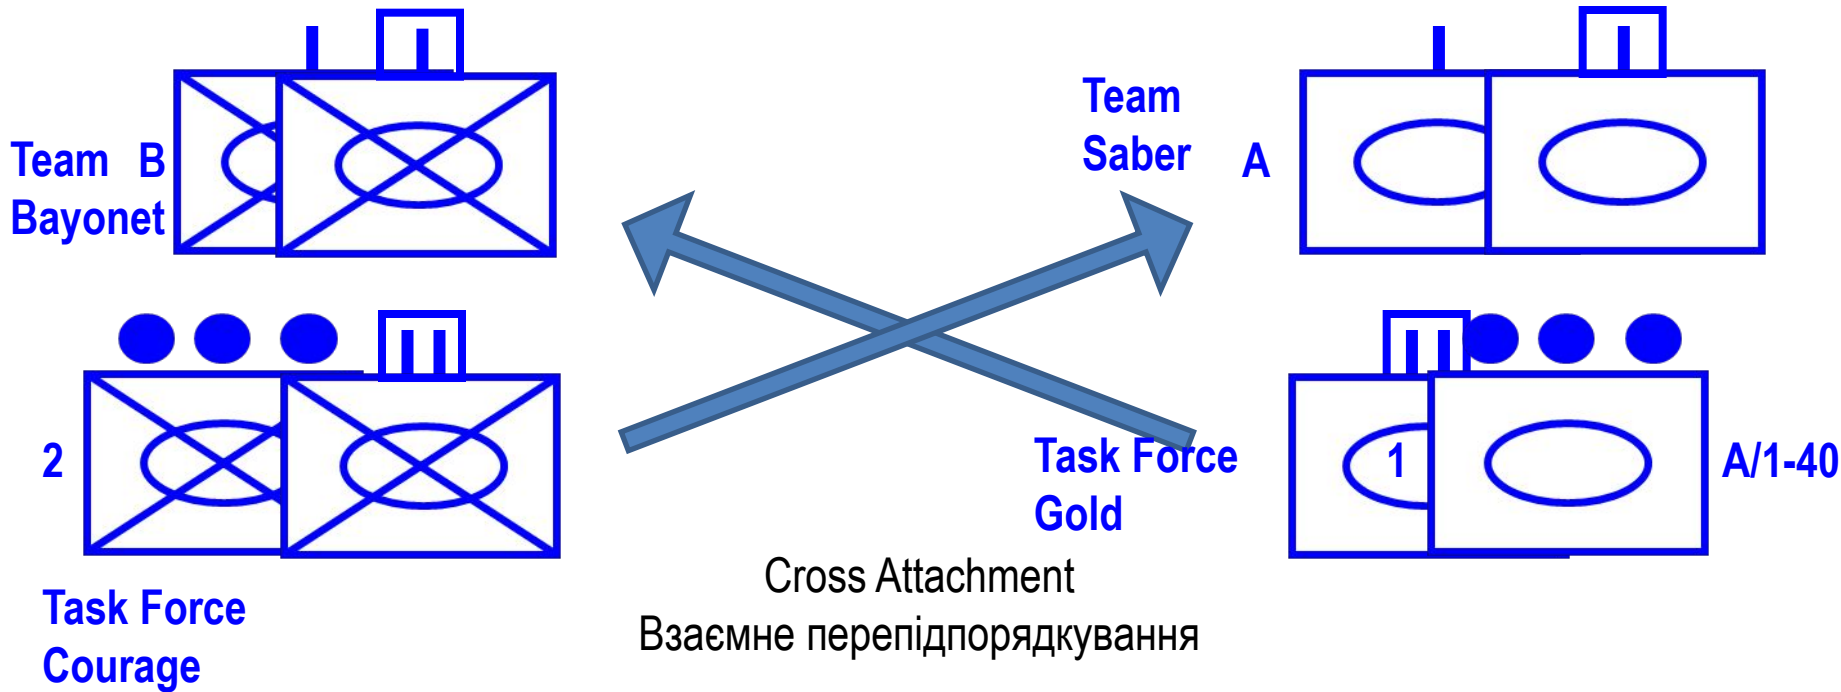 Team B
Bayonet
Team
Saber A
2
Task Force
Courage
Task Force
Gold
1
A/1-40
Cross Attachment
Взаємне перепідпорядкування